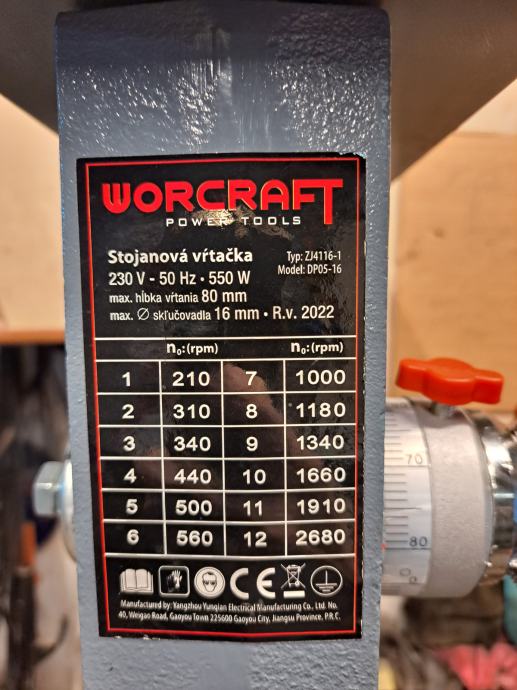 WORCRAFT
POWER TOOLS
Stojanová vŕtačka
Typ: ZJ4116-1
230 V - 50 Hz • 550 W
Model: DP05-16
max. hĺbka vŕtania 80 mm
max. ∅ skľučovadla 16 mm • R.v. 2022
n₀:(rpm) n₀:(rpm)
1 210 7 1000
2 310 8 1180
3 340 9 1340
4 440 10 1660
5 500 11 1910
6 560 12 2680
CE
Manufactured by: Yangzhou Yungian Electrical Manufacturing Co., Ltd. No.
40, Weigao Road, Gaoyou Town 225600 Gaoyou City, Jiangsu Province, P.R.C.
70
80